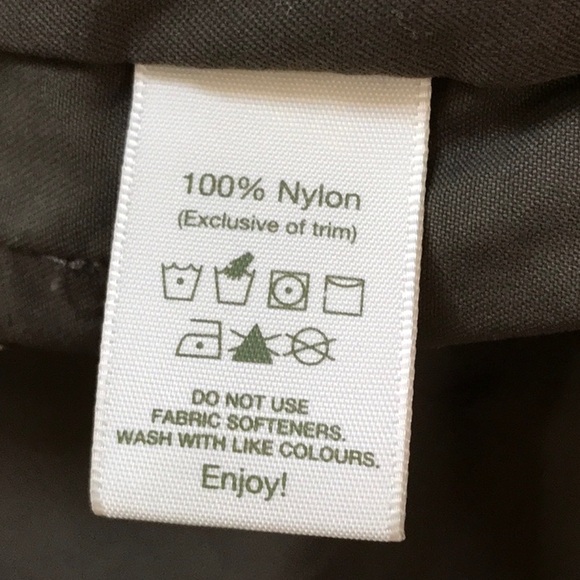 100% Nylon
(Exclusive of trim)
DO NOT USE
FABRIC SOFTENERS.
WASH WITH LIKE COLOURS.
Enjoy!